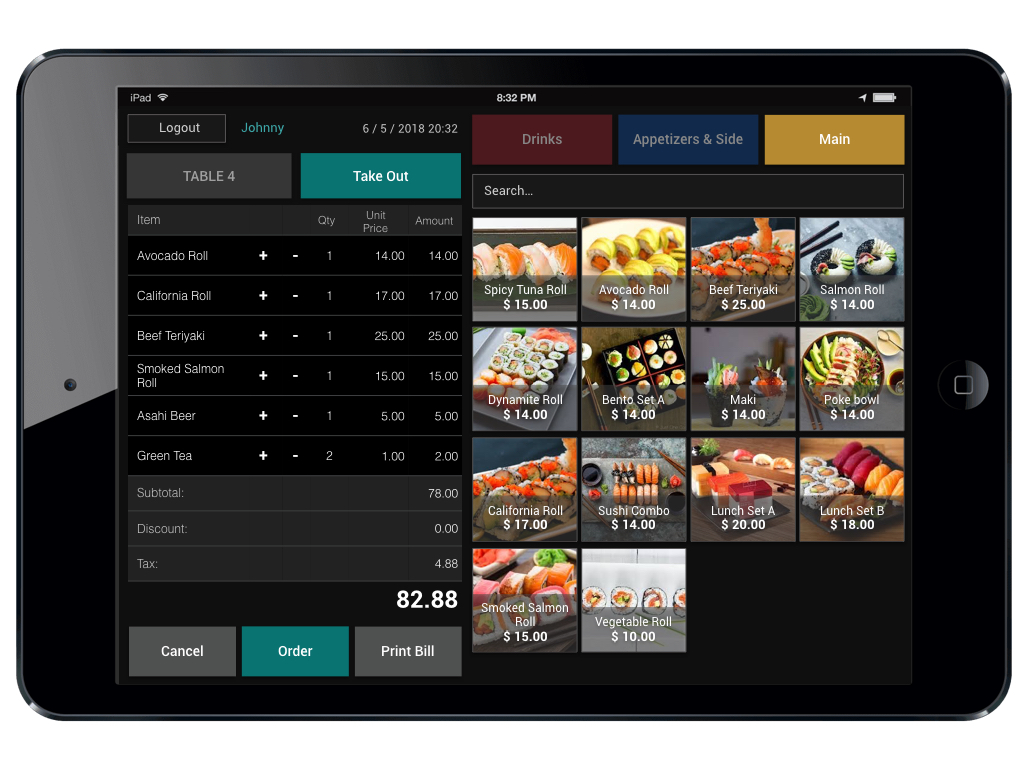 iPad 8:32 PM
Logout Johnny 6 / 5 / 2018 20:32
TABLE 4 Take Out
Item Qty Unit Price Amount
Avocado Roll + - 1 14.00 14.00
California Roll + - 1 17.00 17.00
Beef Teriyaki + - 1 25.00 25.00
Smoked Salmon
Roll + - 1 15.00 15.00
Asahi Beer + - 1 5.00 5.00
Green Tea + - 2 1.00 2.00
Subtotal: 78.00
Discount: 0.00
Tax: 4.88
82.88
Cancel Order Print Bill
Drinks Appetizers & Side Main
Search...
Spicy Tuna Roll Avocado Roll Beef Teriyaki Salmon Roll
$ 15.00 $ 14.00 $ 25.00 $ 14.00
Dynamite Roll Bento Set A Maki Poke bowl
$ 14.00 $ 14.00 $ 14.00 $ 14.00
California Roll Sushi Combo Lunch Set A Lunch Set B
$ 17.00 $ 14.00 $ 20.00 $ 18.00
Smoked Salmon
Roll Vegetable Roll
$ 15.00 $ 10.00